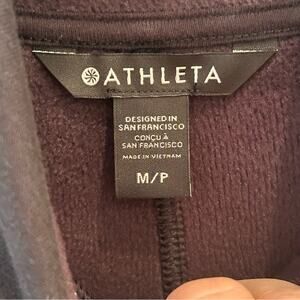 ATHLETA
DESIGNED IN
SAN FRANCISCO
CONÇU À
SAN FRANCISCO
MADE IN VIETNAM
M/P